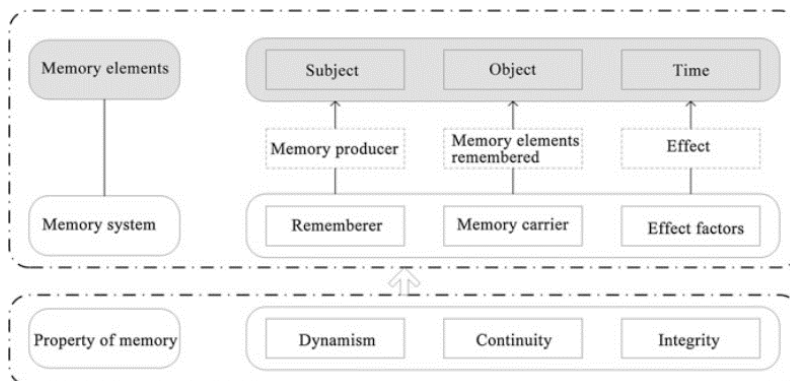 Memory elements
Subject
Object
Time
Memory producer
Memory elements
remembered
Effect
Memory system
Rememberer
Memory carrier
Effect factors
Property of memory
Dynamism
Continuity
Integrity